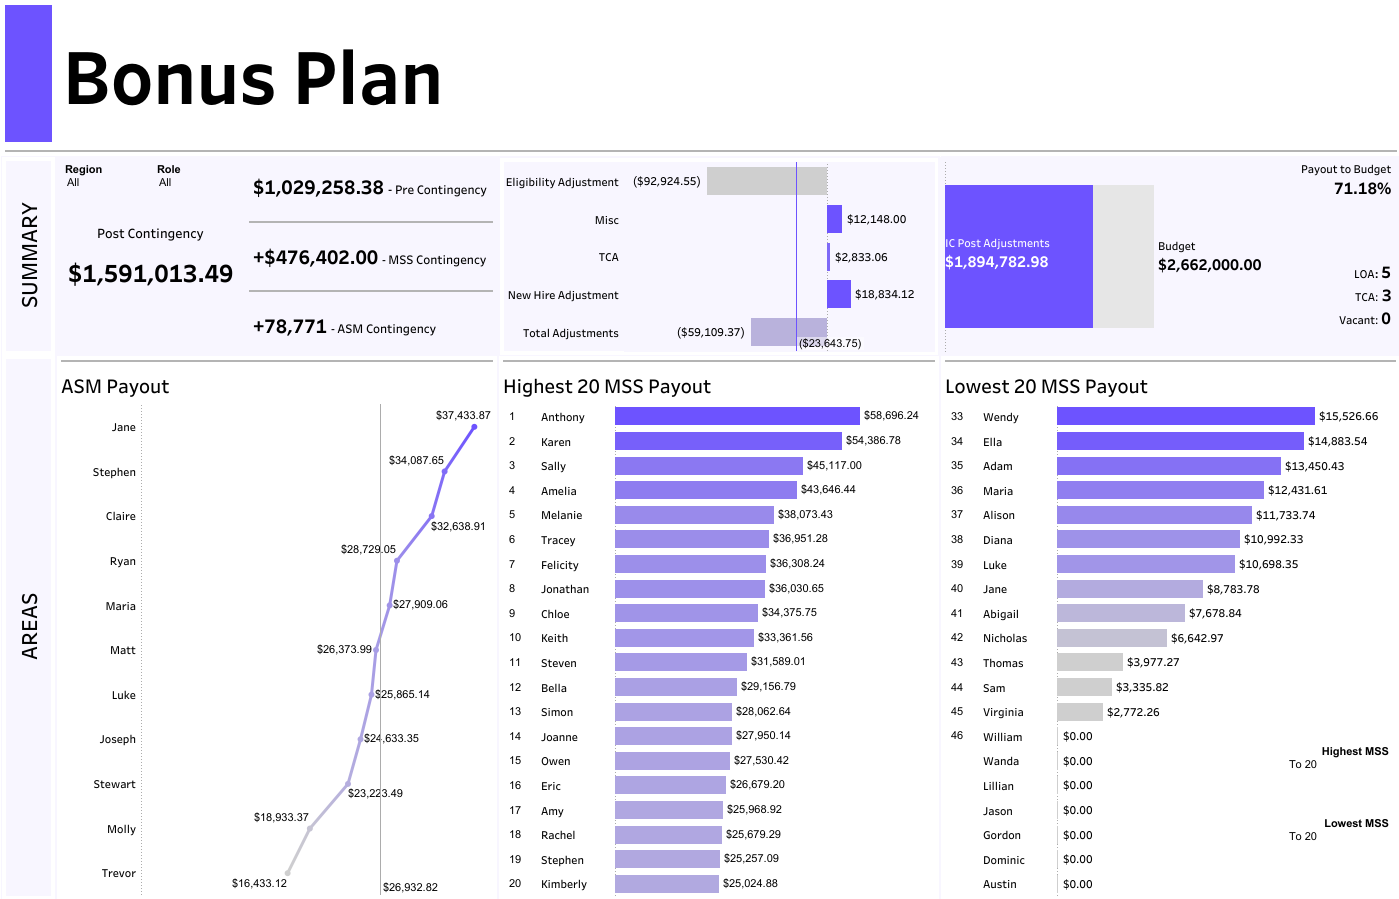 Bonus Plan
SUMMARY
Region
All
Role
All
Post Contingency
$1,591,013.49
$1,029,258.38 - Pre Contingency
+$476,402.00 - MSS Contingency
+78,771 - ASM Contingency
Eligibility Adjustment ($92,924.55)
Misc $12,148.00
TCA $2,833.06
New Hire Adjustment $18,834.12
Total Adjustments ($59,109.37)
($23,643.75)
IC Post Adjustments
$1,894,782.98
Budget
$2,662,000.00
Payout to Budget
71.18%
LOA: 5
TCA: 3
Vacant: 0
AREAS
ASM Payout
Jane $37,433.87
Stephen $34,087.65
Claire $32,638.91
Ryan $28,729.05
Maria $27,909.06
Matt $26,373.99
Luke $25,865.14
Joseph $24,633.35
Stewart $23,223.49
Molly $18,933.37
Trevor $16,433.12
$26,932.82
Highest 20 MSS Payout
1 Anthony $58,696.24
2 Karen $54,386.78
3 Sally $45,117.00
4 Amelia $43,646.44
5 Melanie $38,073.43
6 Tracey $36,951.28
7 Felicity $36,308.24
8 Jonathan $36,030.65
9 Chloe $34,375.75
10 Keith $33,361.56
11 Steven $31,589.01
12 Bella $29,156.79
13 Simon $28,062.64
14 Joanne $27,950.14
15 Owen $27,530.42
16 Eric $26,679.20
17 Amy $25,968.92
18 Rachel $25,679.29
19 Stephen $25,257.09
20 Kimberly $25,024.88
Lowest 20 MSS Payout
33 Wendy $15,526.66
34 Ella $14,883.54
35 Adam $13,450.43
36 Maria $12,431.61
37 Alison $11,733.74
38 Diana $10,992.33
39 Luke $10,698.35
40 Jane $8,783.78
41 Abigail $7,678.84
42 Nicholas $6,642.97
43 Thomas $3,977.27
44 Sam $3,335.82
45 Virginia $2,772.26
46 William $0.00
Wanda $0.00
Lillian $0.00
Jason $0.00
Gordon $0.00
Dominic $0.00
Austin $0.00
Highest MSS
To 20
Lowest MSS
To 20